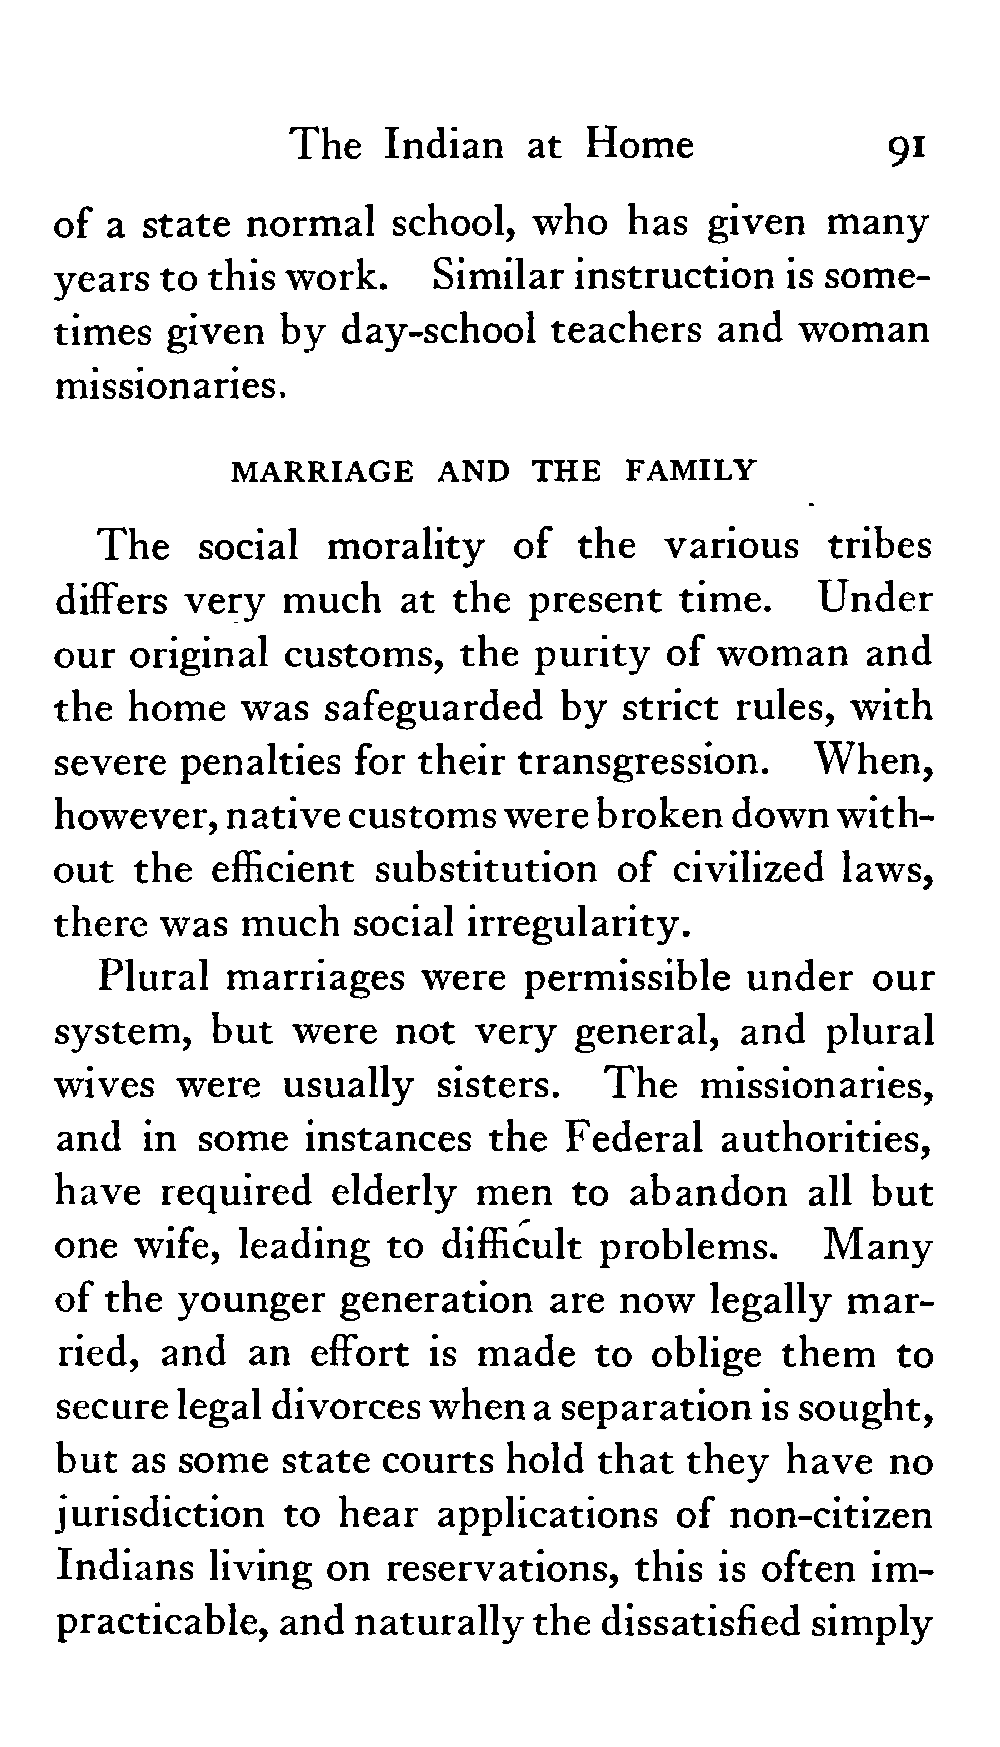 The Indian at Home 91
of a state normal school, who has given many
years to this work. Similar instruction is some-
times given by day-school teachers and woman
missionaries.
MARRIAGE AND THE FAMILY
The social morality of the various tribes
differs very much at the present time. Under
our original customs, the purity of woman and
the home was safeguarded by strict rules, with
severe penalties for their transgression. When,
however, native customs were broken down with-
out the efficient substitution of civilized laws,
there was much social irregularity.
Plural marriages were permissible under our
system, but were not very general, and plural
wives were usually sisters. The missionaries,
and in some instances the Federal authorities,
have required elderly men to abandon all but
one wife, leading to difficult problems. Many
of the younger generation are now legally mar-
ried, and an effort is made to oblige them to
secure legal divorces when a separation is sought,
but as some state courts hold that they have no
jurisdiction to hear applications of non-citizen
Indians living on reservations, this is often im-
practicable, and naturally the dissatisfied simply